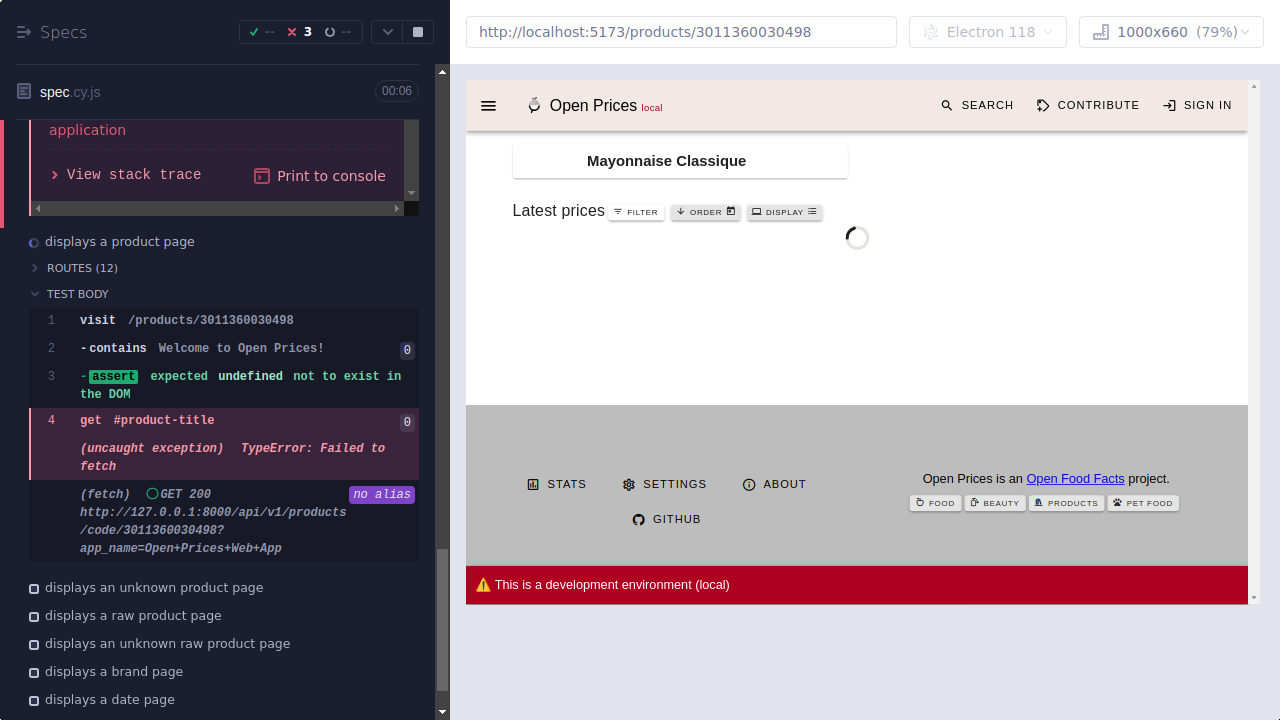 Specs
--
3
--
spec.cy.js
00:06
application
View stack trace
Print to console
displays a product page
ROUTES (12)
TEST BODY
1 visit /products/3011360030498
2 -contains Welcome to Open Prices! 0
3 -assert expected undefined not to exist in
the DOM
4 get #product-title 0
(uncaught exception) TypeError: Failed to
fetch
(fetch) GET 200 no alias
http://127.0.0.1:8000/api/v1/products
/code/3011360030498?
app_name=Open+Prices+Web+App
displays an unknown product page
displays a raw product page
displays an unknown raw product page
displays a brand page
displays a date page
http://localhost:5173/products/3011360030498
Electron 118
1000x660 (79%)
Open Prices local
SEARCH
CONTRIBUTE
SIGN IN
Mayonnaise Classique
Latest prices
FILTER
ORDER
DISPLAY
STATS
SETTINGS
ABOUT
GITHUB
Open Prices is an Open Food Facts project.
FOOD
BEAUTY
PRODUCTS
PET FOOD
This is a development environment (local)